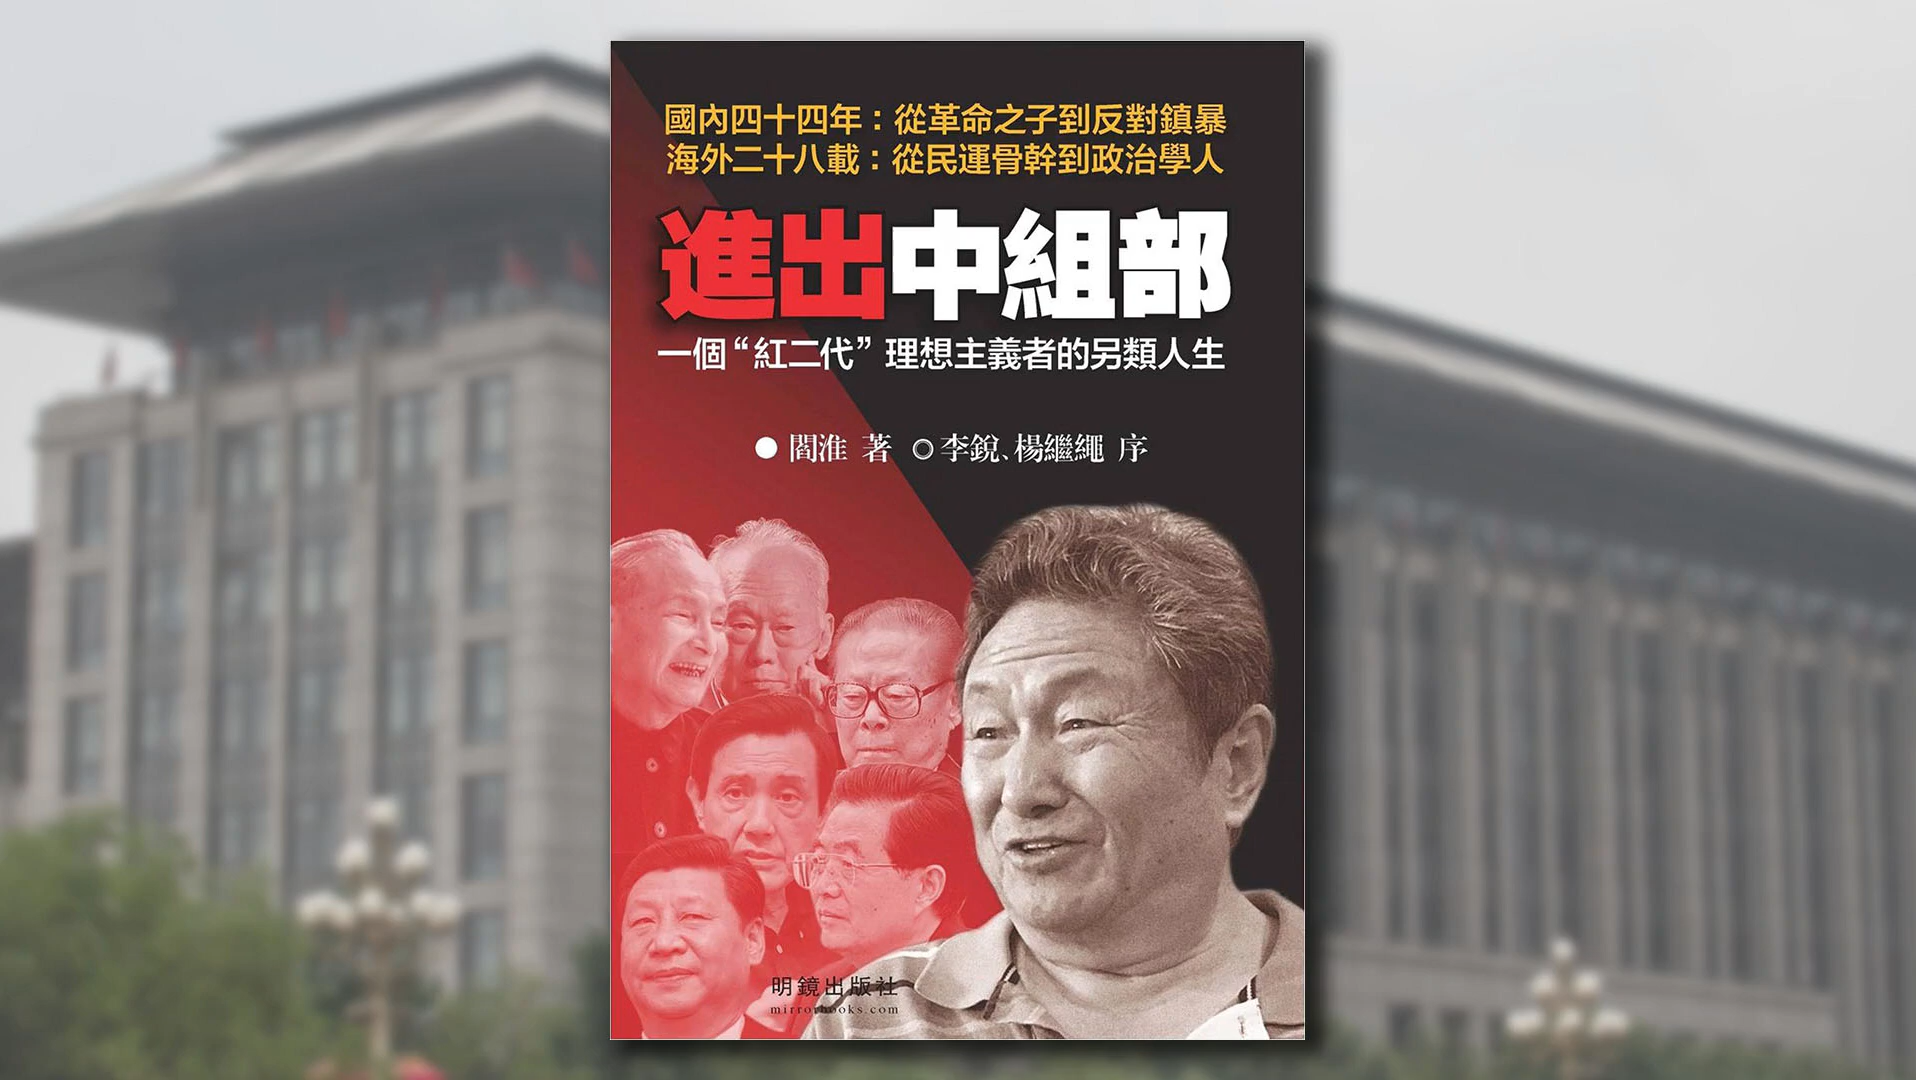 國內四十四年：從革命之子到反對鎮暴
海外二十八載：從民運骨幹到政治學人
進出中組部
一個“紅二代”理想主義者的另類人生
●閻淮 著 ◎李銳、楊繼繩 序
明鏡出版社
mirrorbooks.com